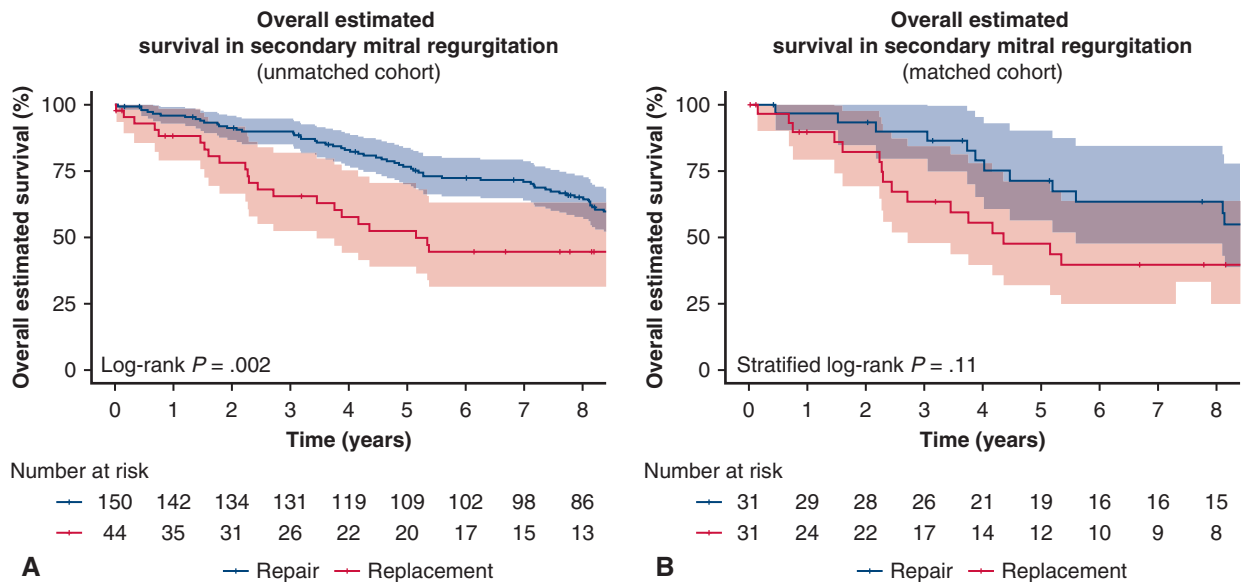 Overall estimated
survival in secondary mitral regurgitation
(unmatched cohort)
Overall estimated survival (%)
100
75
50
25
0
Log-rank P = .002
0 1 2 3 4 5 6 7 8
Time (years)
Number at risk
150 142 134 131 119 109 102 98 86
44 35 31 26 22 20 17 15 13
A
Repair Replacement
Overall estimated
survival in secondary mitral regurgitation
(matched cohort)
Overall estimated survival (%)
100
75
50
25
0
Stratified log-rank P = .11
0 1 2 3 4 5 6 7 8
Time (years)
Number at risk
31 29 28 26 21 19 16 16 15
31 24 22 17 14 12 10 9 8
B
Repair Replacement